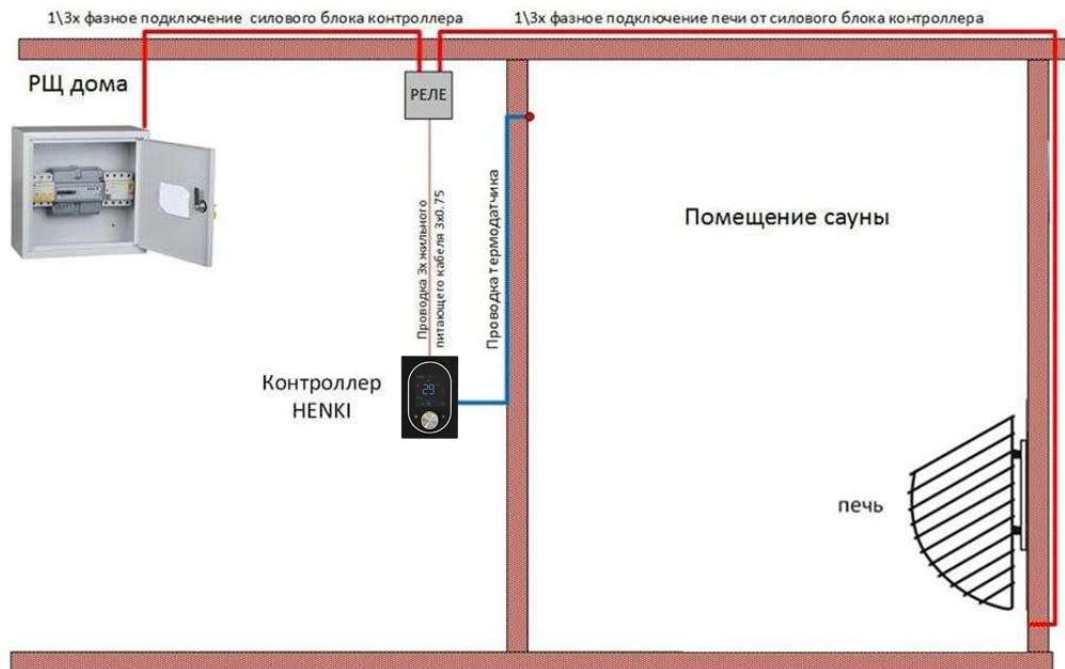 1\3х фазное подключение силового блока контроллера
1\3х фазное подключение печи от силового блока контроллера
РЩ дома
РЕЛЕ
Проводка 3х жильного
питающего кабеля 3х0.75
Проводка термодатчика
Помещение сауны
Контроллер
HENKI
29
печь